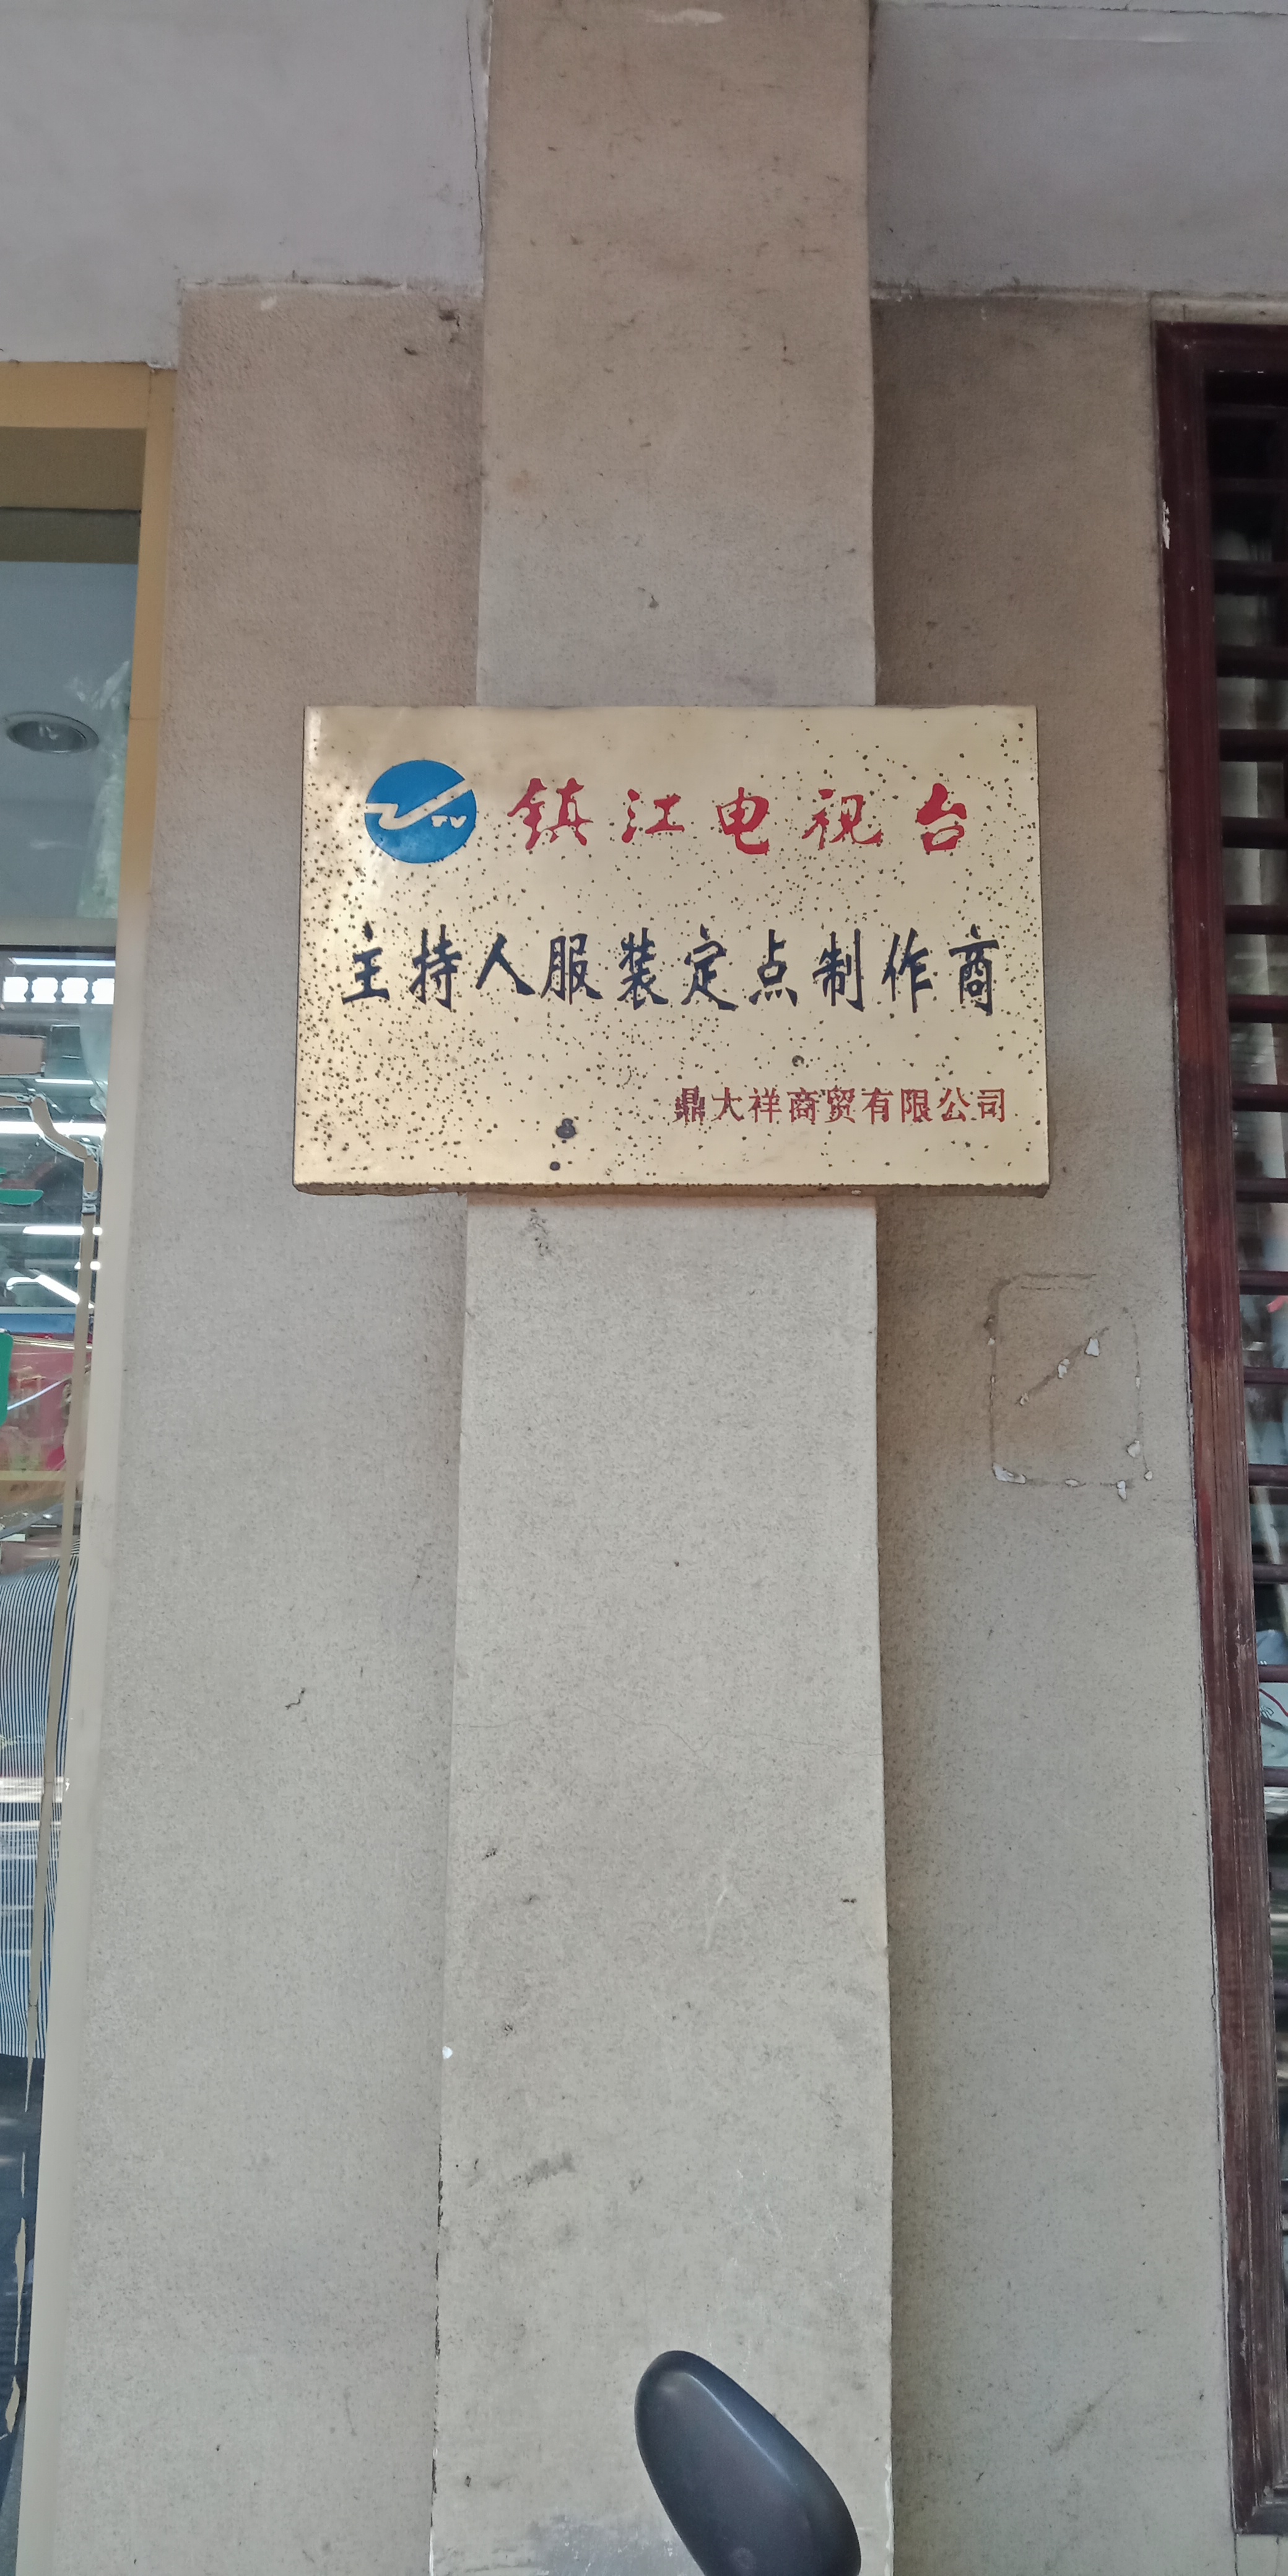 TV 镇江电视台
主持人服装定点制作商
鼎大祥商贸有限公司